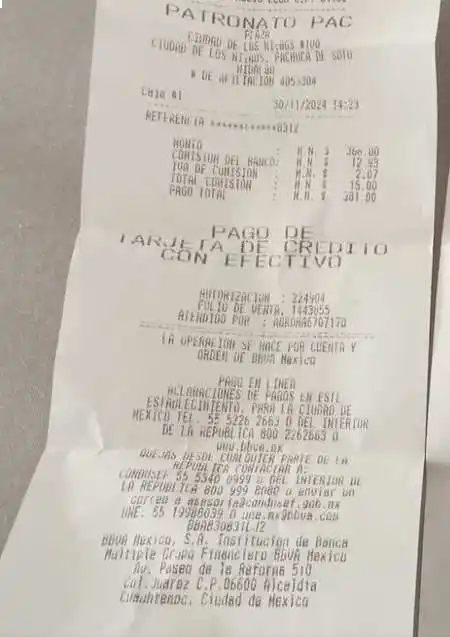 PATRONATO PAC
PLAZA
CIUDAD DE LOS NI
CIUDAD DE LOS NI, PACHUCA DE SOTO
HIDALGO
# DE AFILIACION 4053304
Caja #1
30/11/2024 14:23
REFERENCIA ************0312
MONTO : M.N. $ 366.00
COMISION DEL BANCO: M.N. $ 12.93
IVA DE COMISION : M.N. $ 2.07
TOTAL COMISION : M.N. $ 15.00
PAGO TOTAL : M.N. $ 381.00
PAGO DE
TARJETA DE CREDITO
CON EFECTIVO
AUTORIZACION : 224904
FOLIO DE VENTA. 1443055
ATENDIDO POR :
LA OPERACION SE HACE POR CUENTA Y
ORDEN DE BBVA Mexico
PAGO EN LINEA
ACLARACIONES DE PAGOS EN ESTE
ESTABLECIMIENTO, PARA LA CIUDAD DE
MEXICO TEL. 55 5226 2663 O DEL INTERIOR
DE LA REPUBLICA 800 2262663 O
www.bbva.mx
QUEJAS DESDE CUALQUIER PARTE DE LA
REPUBLICA CONTACTAR A:
CONDUSEF 55 5340 0999 O DEL INTERIOR DE
LA REPUBLICA 800 999 8080 o enviar un
correo a asesoria@condusef.gob.mx
UNE: 55 19988039 O une.mx@bbva.com
BBA830831LJ2
BBVA Mexico, S.A. Institucion de Banca
Multiple Grupo Financiero BBVA Mexico
Av. Paseo de la Reforma 510
Col. Juarez C.P.06600 Alcaldia
Cuauhtemoc, Ciudad de Mexico